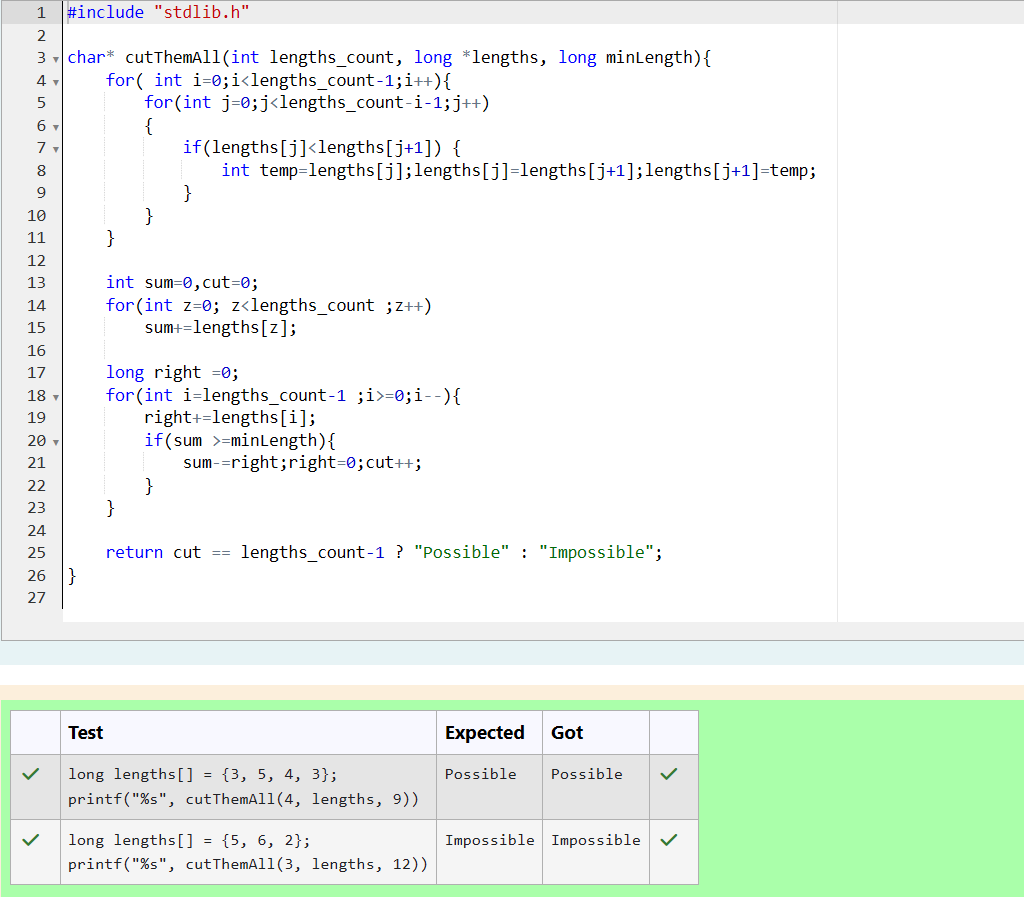 1 #include "stdlib.h"
2
3 char* cutThemAll(int lengths_count, long *lengths, long minLength){
4     for( int i=0;i<lengths_count-1;i++){
5         for(int j=0;j<lengths_count-i-1;j++)
6         {
7             if(lengths[j]<lengths[j+1]) {
8                 int temp=lengths[j];lengths[j]=lengths[j+1];lengths[j+1]=temp;
9             }
10         }
11     }
12
13     int sum=0,cut=0;
14     for(int z=0; z<lengths_count ;z++)
15         sum+=lengths[z];
16
17     long right =0;
18     for(int i=lengths_count-1 ;i>=0;i--){
19         right+=lengths[i];
20         if(sum >=minLength){
21             sum-=right;right=0;cut++;
22         }
23     }
24
25     return cut == lengths_count-1 ? "Possible" : "Impossible";
26 }
27
Test Expected Got
long lengths[] = {3, 5, 4, 3}; Possible Possible
printf("%s", cutThemAll(4, lengths, 9))
long lengths[] = {5, 6, 2}; Impossible Impossible
printf("%s", cutThemAll(3, lengths, 12))